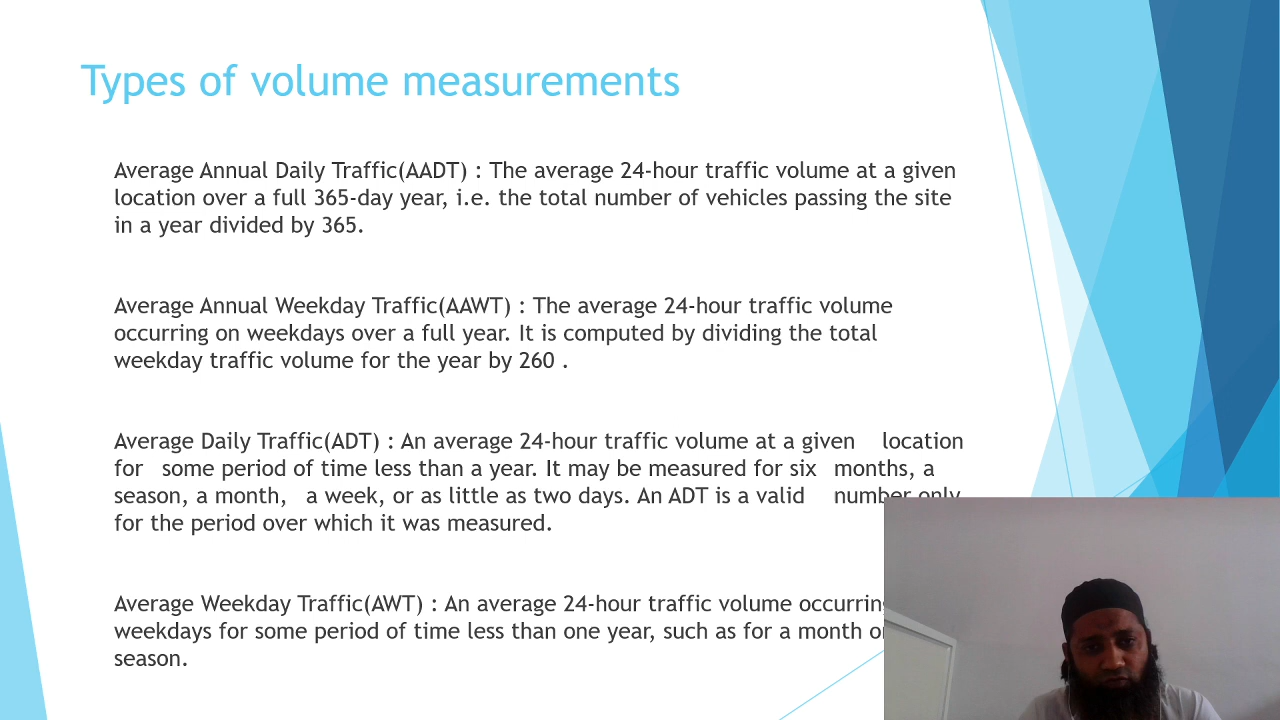 Types of volume measurements
Average Annual Daily Traffic(AADT) : The average 24-hour traffic volume at a given
location over a full 365-day year, i.e. the total number of vehicles passing the site
in a year divided by 365.
Average Annual Weekday Traffic(AAWT) : The average 24-hour traffic volume
occurring on weekdays over a full year. It is computed by dividing the total
weekday traffic volume for the year by 260 .
Average Daily Traffic(ADT) : An average 24-hour traffic volume at a given location
for some period of time less than a year. It may be measured for six months, a
season, a month, a week, or as little as two days. An ADT is a valid number only
for the period over which it was measured.
Average Weekday Traffic(AWT) : An average 24-hour traffic volume
weekdays for some period of time less than one year, such as for a month
season.